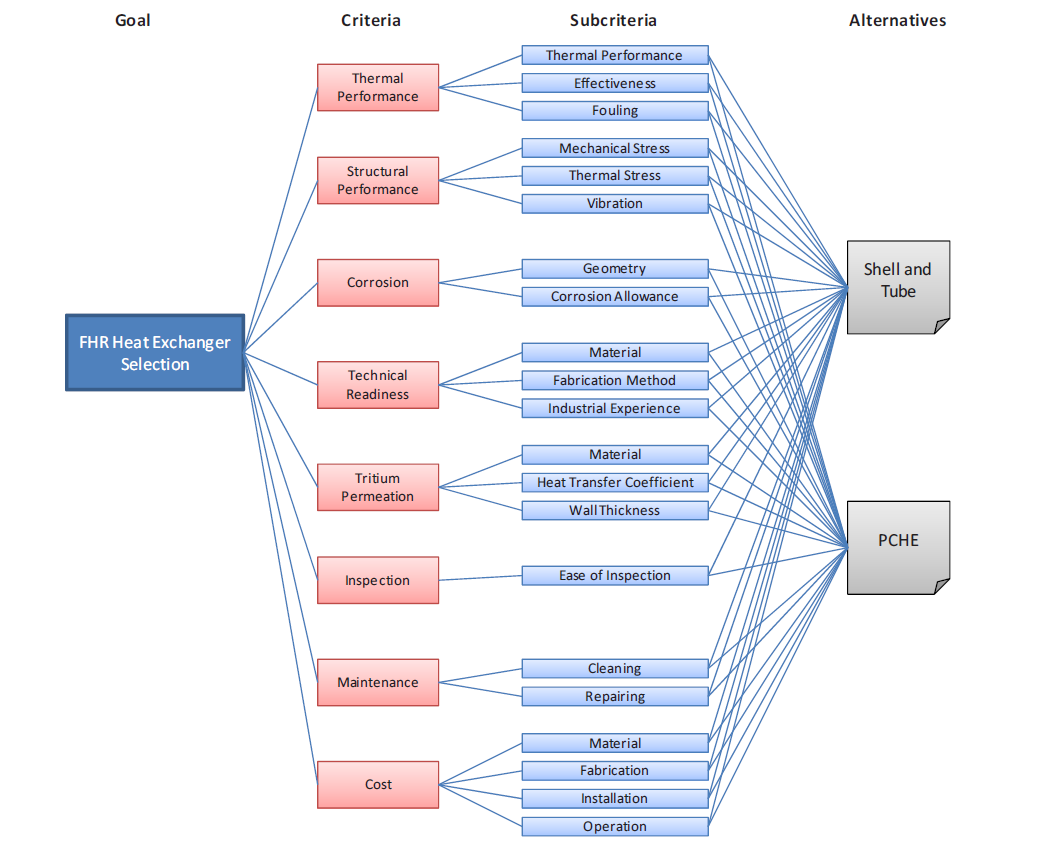 Goal
Criteria
Subcriteria
Alternatives
FHR Heat Exchanger
Selection
Thermal
Performance
Structural
Performance
Corrosion
Technical
Readiness
Tritium
Permeation
Inspection
Maintenance
Cost
Thermal Performance
Effectiveness
Fouling
Mechanical Stress
Thermal Stress
Vibration
Geometry
Corrosion Allowance
Material
Fabrication Method
Industrial Experience
Material
Heat Transfer Coefficient
Wall Thickness
Ease of Inspection
Cleaning
Repairing
Material
Fabrication
Installation
Operation
Shell and
Tube
PCHE